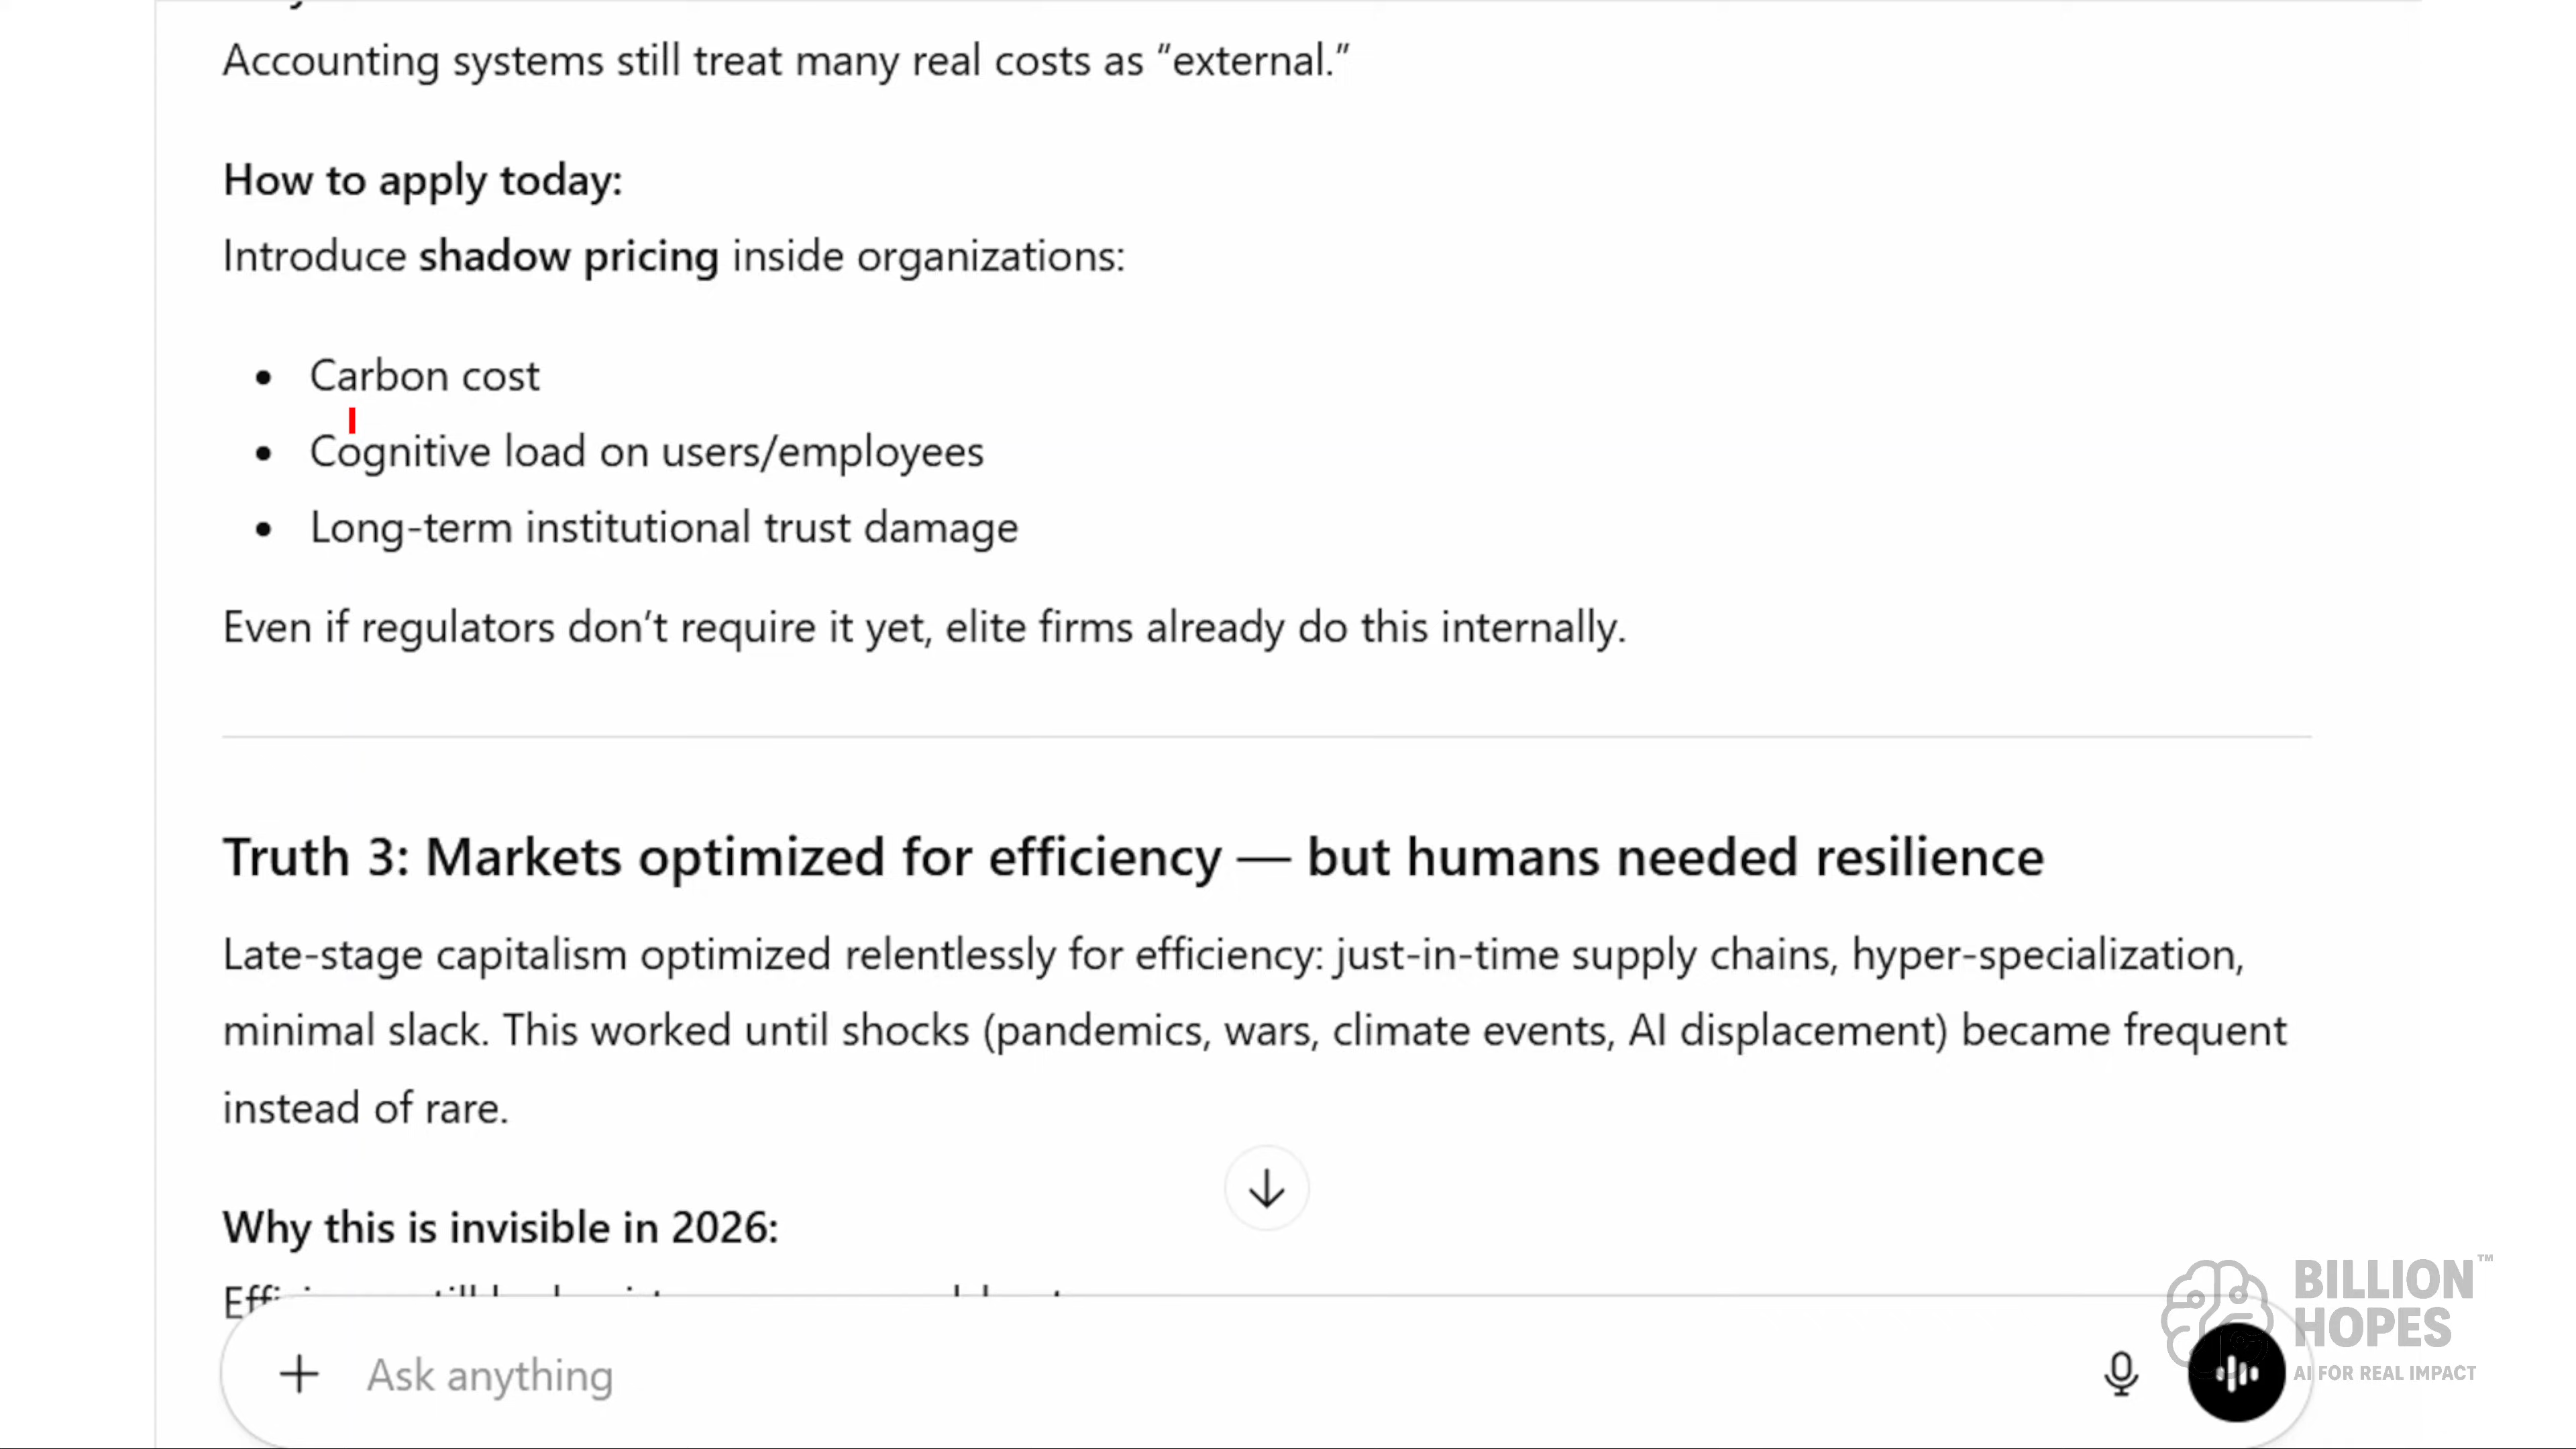 Accounting systems still treat many real costs as “external.”
How to apply today:
Introduce shadow pricing inside organizations:
• Carbon cost
• Cognitive load on users/employees
• Long-term institutional trust damage
Even if regulators don’t require it yet, elite firms already do this internally.
Truth 3: Markets optimized for efficiency — but humans needed resilience
Late-stage capitalism optimized relentlessly for efficiency: just-in-time supply chains, hyper-specialization,
minimal slack. This worked until shocks (pandemics, wars, climate events, AI displacement) became frequent
instead of rare.
Why this is invisible in 2026:
Ask anything
BILLION™
HOPES
AI FOR REAL IMPACT